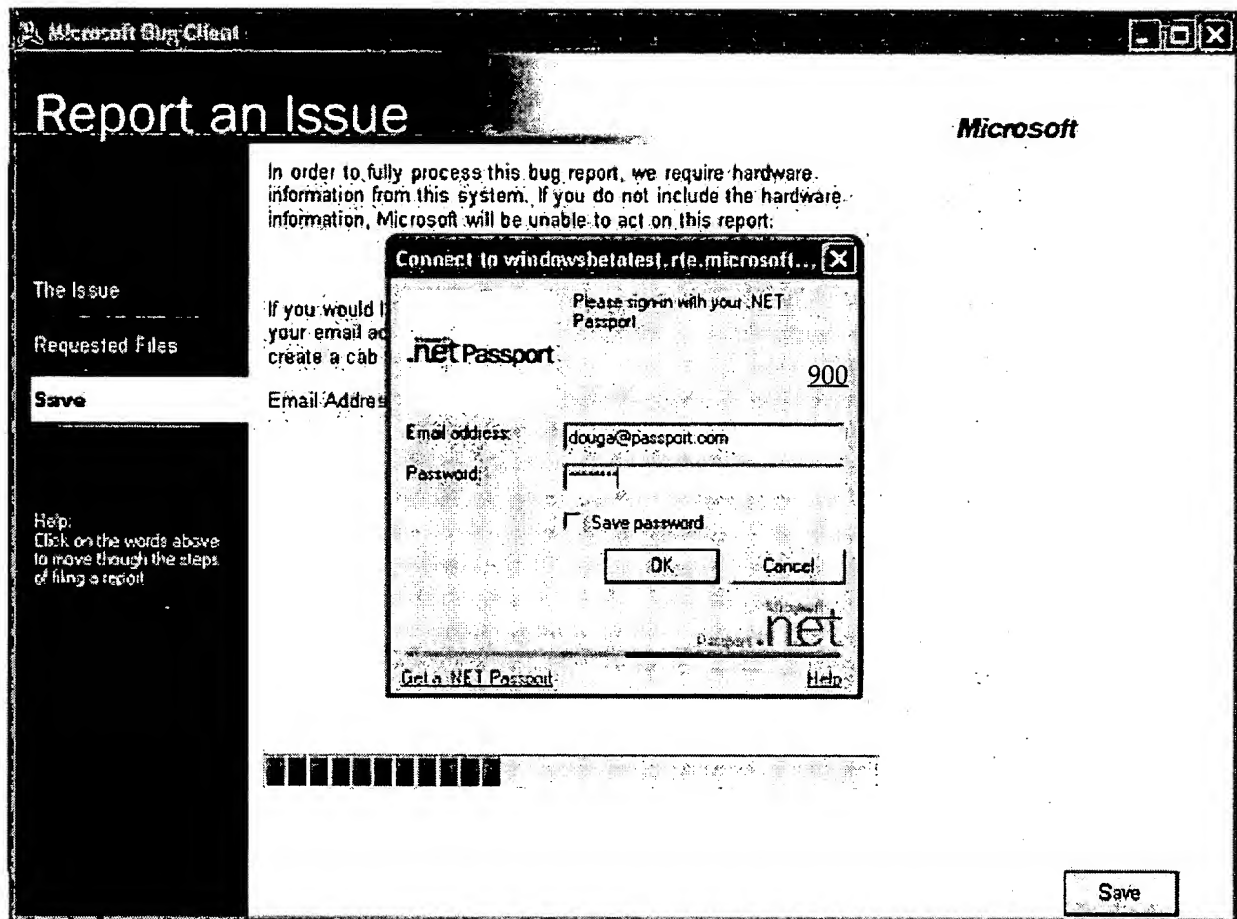 Microsoft Bug Client
Report an Issue
Microsoft
In order to fully process this bug report, we require hardware
information from this system. If you do not include the hardware
information, Microsoft will be unable to act on this report.
The Issue
Requested Files
Save
If you would l
your email ad
create a cab
Email Addres
Connect to windowsbetatest.rte.microsoft...
Please sign-in with your .NET
Passport
.net Passport
900
Email address:
douga@passport.com
Password:
Save password
OK
Cancel
Microsoft
Passport
.net
Get a .NET Passport
Help
Help:
Click on the words above
to move though the steps
of filing a report
Save